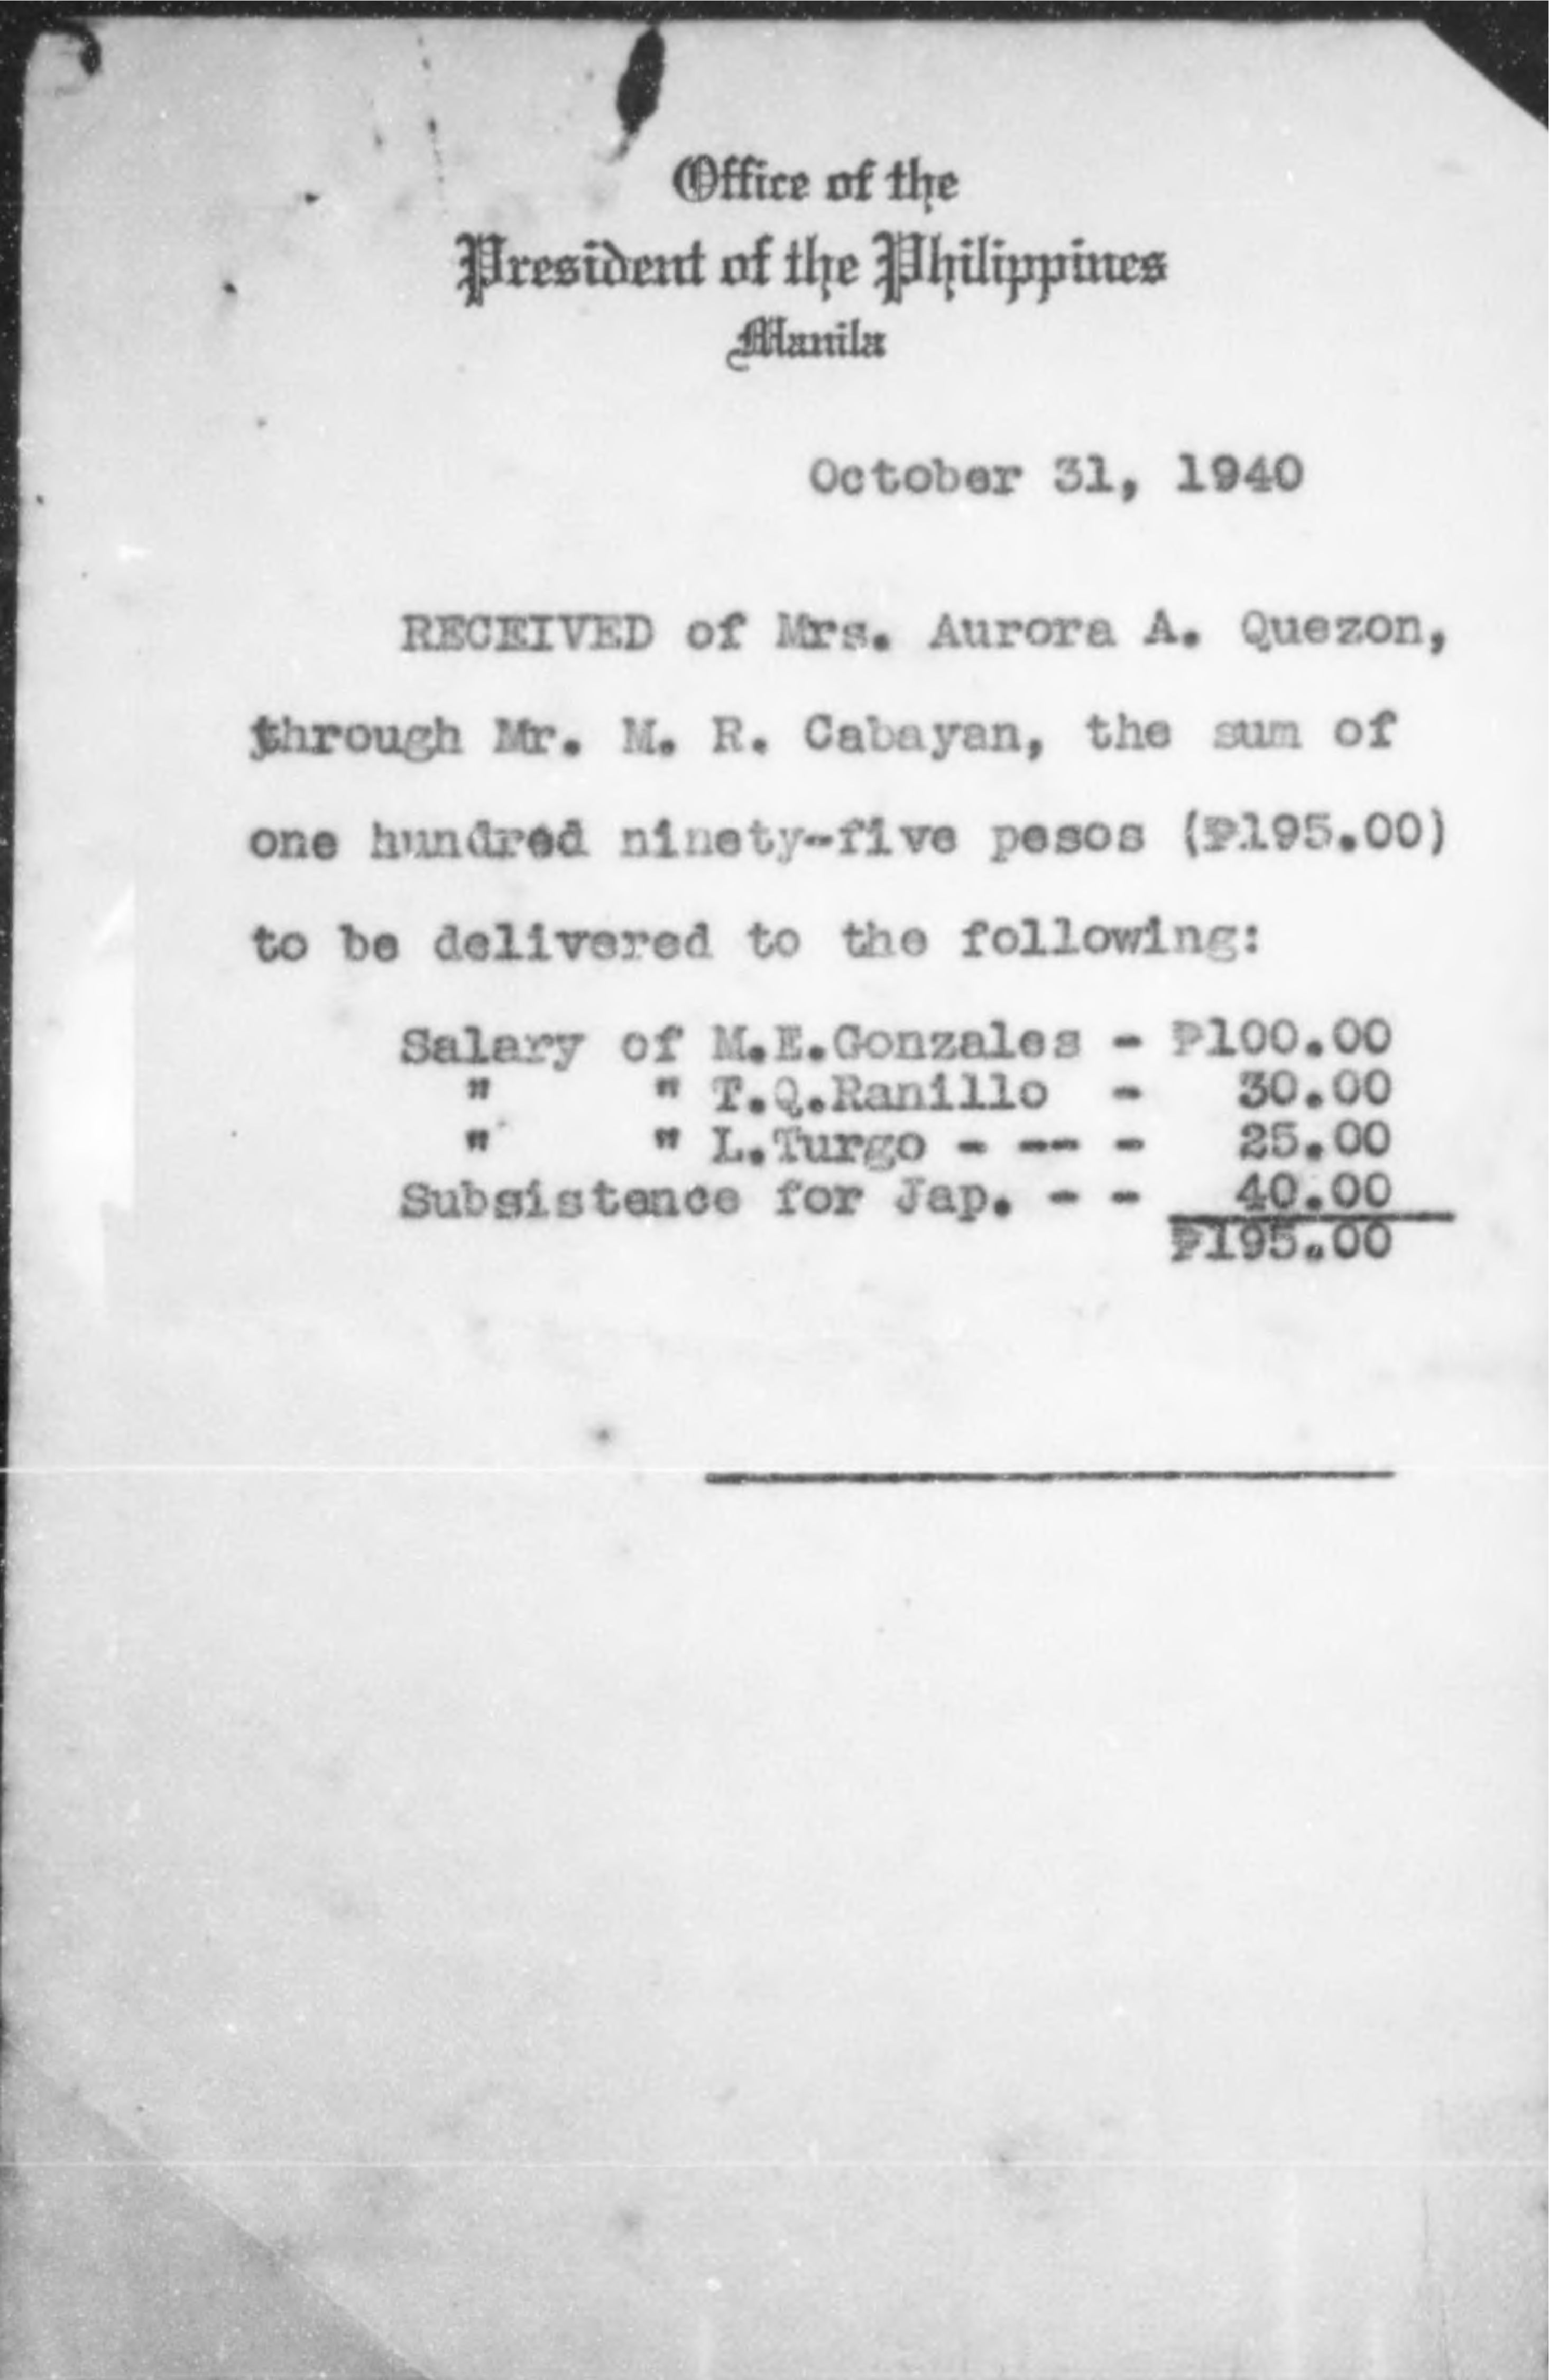 Office of the
President of the Philippines
Manila
October 31, 1940
RECEIVED of Mrs. Aurora A. Quezon,
through Mr. M. R. Cabayan, the sum of
one hundred ninety-five pesos (₱195.00)
to be delivered to the following:
Salary of M.E.Gonzales - ₱100.00
" " T.Q.Ranillo - 30.00
" " L.Turgo - -- - 25.00
Subsistence for Jap. - - 40.00
₱195.00